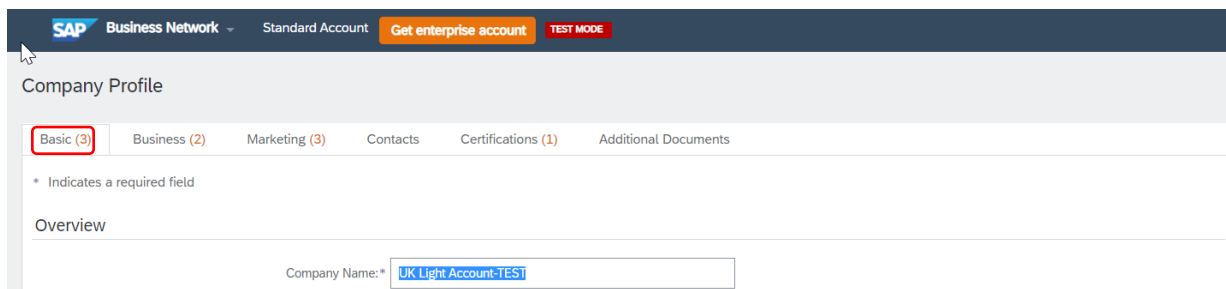 SAP Business Network Standard Account Get enterprise account TEST MODE
Company Profile
Basic (3) Business (2) Marketing (3) Contacts Certifications (1) Additional Documents
* Indicates a required field
Overview
Company Name:* UK Light Account-TEST